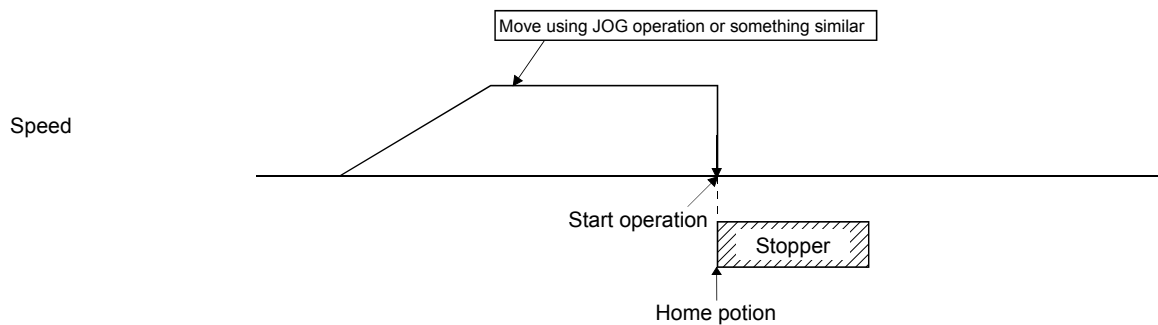 Move using JOG operation or something similar
Speed
Start operation
Stopper
Home potion